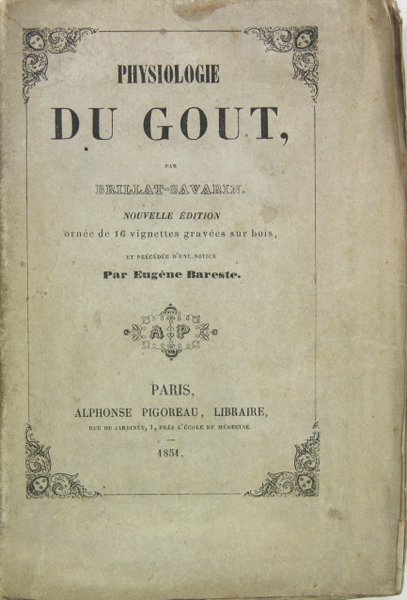 PHYSIOLOGIE
DU GOUT,
PAR
BRILLAT-SAVARIN.
NOUVELLE ÉDITION
ornée de 16 vignettes gravées sur bois,
ET PRÉCÉDÉE D'UNE NOTICE
Par Eugène Bareste.
A P
PARIS,
ALPHONSE PIGOREAU, LIBRAIRE,
RUE DU JARDINET, 1, PRÈS L'ÉCOLE DE MÉDECINE.
1851.